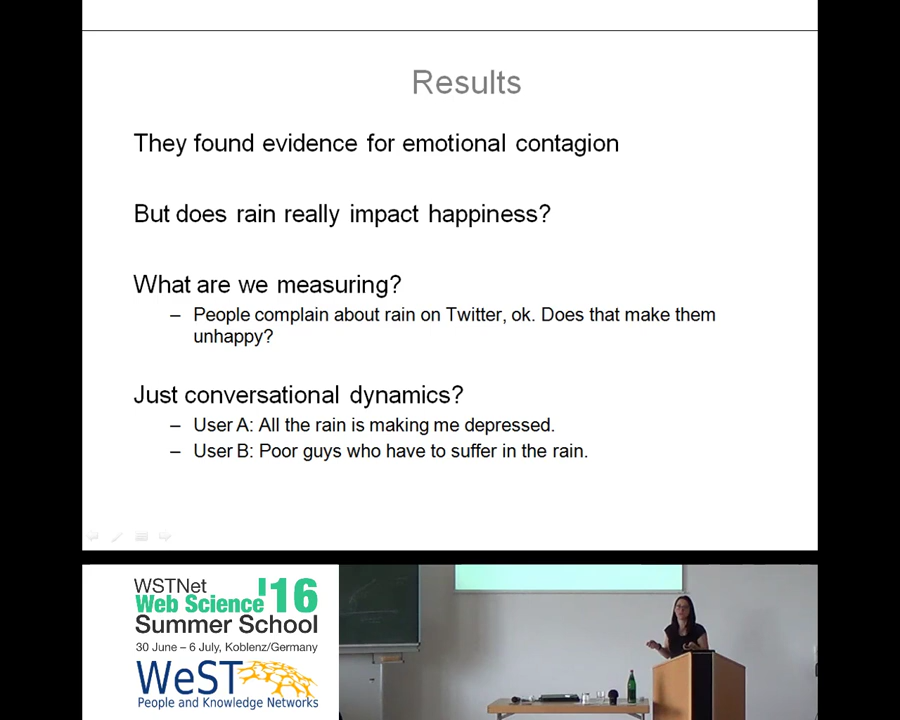 Results
They found evidence for emotional contagion
But does rain really impact happiness?
What are we measuring?
– People complain about rain on Twitter, ok. Does that make them
unhappy?
Just conversational dynamics?
– User A: All the rain is making me depressed.
– User B: Poor guys who have to suffer in the rain.
WSTNet
Web Science '16
Summer School
30 June – 6 July, Koblenz/Germany
WeST
People and Knowledge Networks